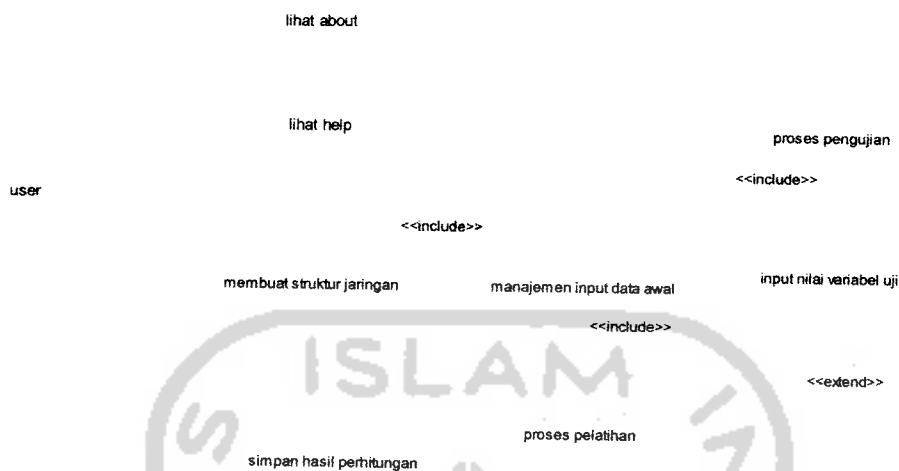 lihat about
lihat help
proses pengujian
<<include>>
user
<<include>>
membuat struktur jaringan
manajemen input data awal
input nilai variabel uji
<<include>>
ISLAM
<<extend>>
S
proses pelatihan
simpan hasil perhitungan